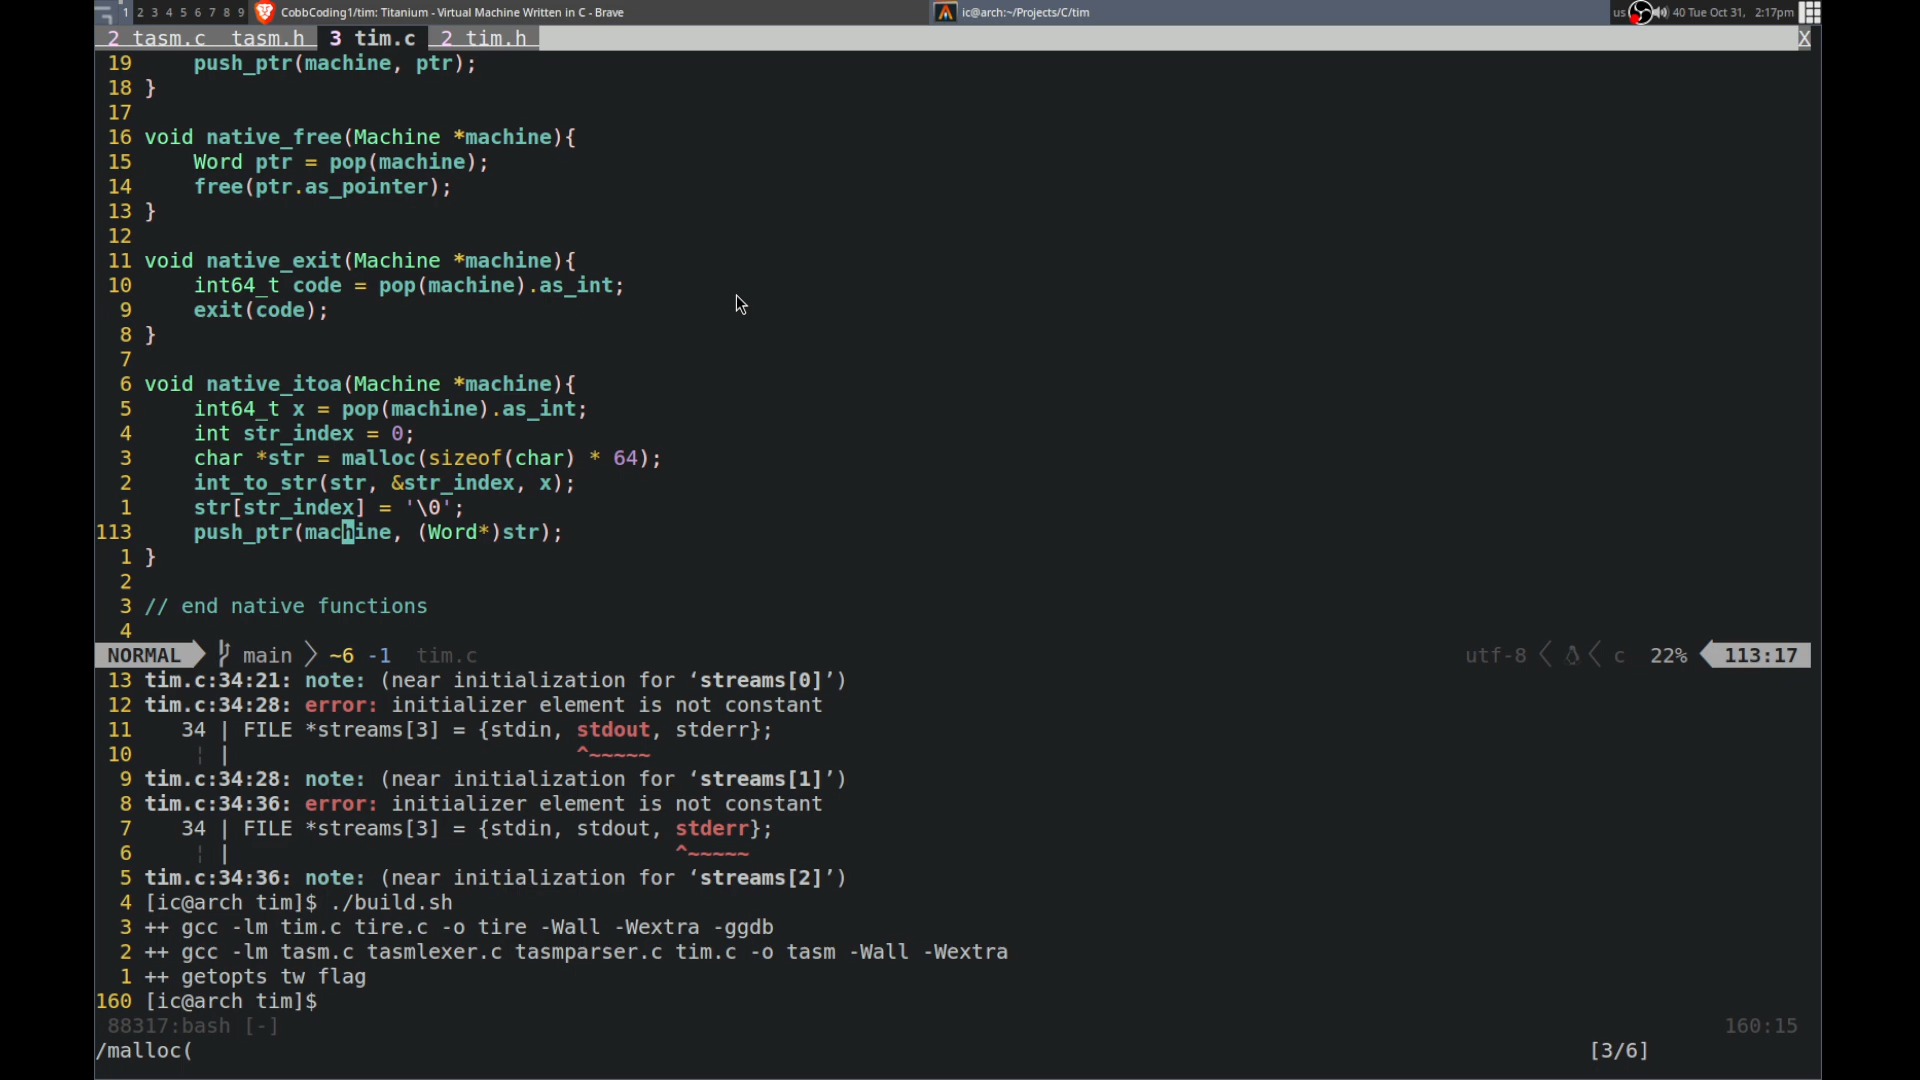 1 2 3 4 5 6 7 8 9 CobbCoding1/tim: Titanium - Virtual Machine Written in C - Brave ic@arch:~/Projects/C/tim us 40 Tue Oct 31, 2:17pm
2 tasm.c tasm.h 3 tim.c 2 tim.h X
19 push_ptr(machine, ptr);
18 }
17
16 void native_free(Machine *machine){
15 Word ptr = pop(machine);
14 free(ptr.as_pointer);
13 }
12
11 void native_exit(Machine *machine){
10 int64_t code = pop(machine).as_int;
9 exit(code);
8 }
7
6 void native_itoa(Machine *machine){
5 int64_t x = pop(machine).as_int;
4 int str_index = 0;
3 char *str = malloc(sizeof(char) * 64);
2 int_to_str(str, &str_index, x);
1 str[str_index] = '\0';
113 push_ptr(machine, (Word*)str);
1 }
2
3 // end native functions
4
NORMAL main ~6 -1 tim.c utf-8 c 22% 113:17
13 tim.c:34:21: note: (near initialization for ‘streams[0]’)
12 tim.c:34:28: error: initializer element is not constant
11 34 | FILE *streams[3] = {stdin, stdout, stderr};
10 ¦ | ^~~~~~
9 tim.c:34:28: note: (near initialization for ‘streams[1]’)
8 tim.c:34:36: error: initializer element is not constant
7 34 | FILE *streams[3] = {stdin, stdout, stderr};
6 ¦ | ^~~~~~
5 tim.c:34:36: note: (near initialization for ‘streams[2]’)
4 [ic@arch tim]$ ./build.sh
3 ++ gcc -lm tim.c tire.c -o tire -Wall -Wextra -ggdb
2 ++ gcc -lm tasm.c tasmlexer.c tasmparser.c tim.c -o tasm -Wall -Wextra
1 ++ getopts tw flag
160 [ic@arch tim]$
88317:bash [-] 160:15
/malloc( [3/6]